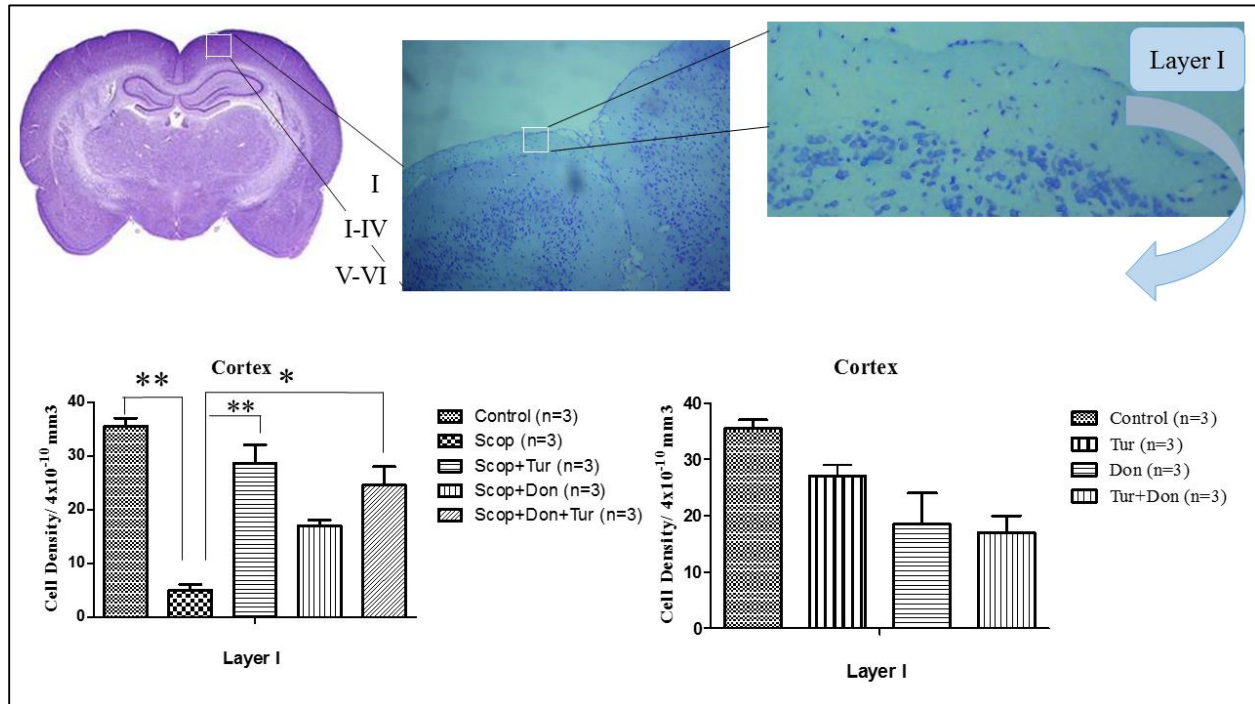 Layer I
I
I-IV
V-VI
Cortex
**
*
**
Cell Density/ 4x10⁻¹⁰ mm3
40
30
20
10
0
Layer I
Control (n=3)
Scop (n=3)
Scop+Tur (n=3)
Scop+Don (n=3)
Scop+Don+Tur (n=3)
Cortex
Cell Density/ 4x10⁻¹⁰ mm3
40
30
20
10
0
Layer I
Control (n=3)
Tur (n=3)
Don (n=3)
Tur+Don (n=3)